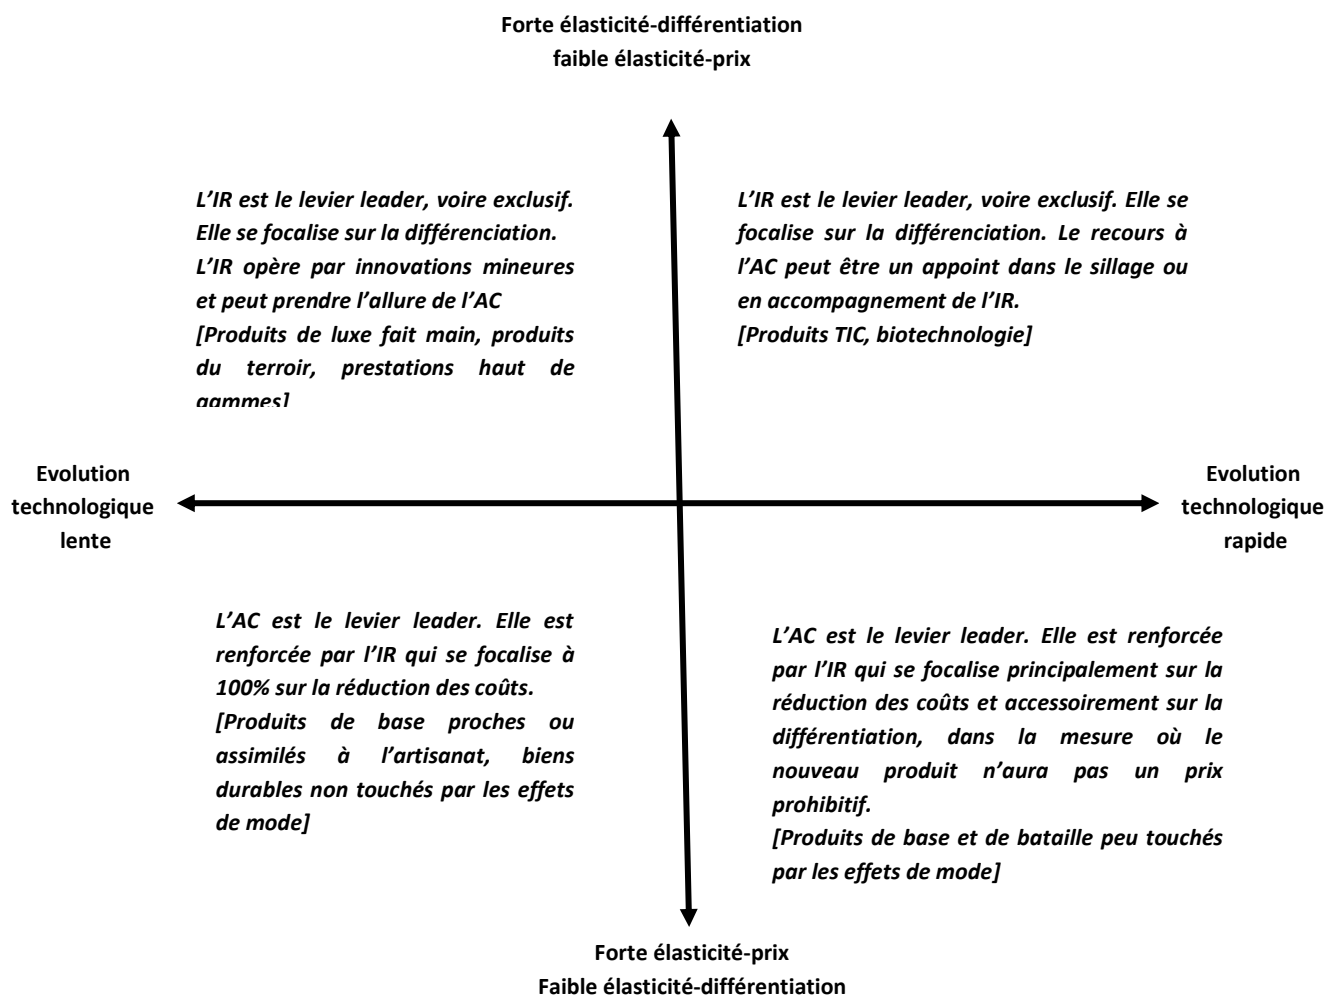 Forte élasticité-différentiation
faible élasticité-prix
L’IR est le levier leader, voire exclusif.
Elle se focalise sur la différenciation.
L’IR opère par innovations mineures
et peut prendre l’allure de l’AC
[Produits de luxe fait main, produits
du terroir, prestations haut de
gammes]
L’IR est le levier leader, voire exclusif. Elle se
focalise sur la différenciation. Le recours à
l’AC peut être un appoint dans le sillage ou
en accompagnement de l’IR.
[Produits TIC, biotechnologie]
Evolution
technologique
lente
Evolution
technologique
rapide
L’AC est le levier leader. Elle est
renforcée par l’IR qui se focalise à
100% sur la réduction des coûts.
[Produits de base proches ou
assimilés à l’artisanat, biens
durables non touchés par les effets
de mode]
L’AC est le levier leader. Elle est renforcée
par l’IR qui se focalise principalement sur la
réduction des coûts et accessoirement sur la
différentiation, dans la mesure où le
nouveau produit n’aura pas un prix
prohibitif.
[Produits de base et de bataille peu touchés
par les effets de mode]
Forte élasticité-prix
Faible élasticité-différentiation